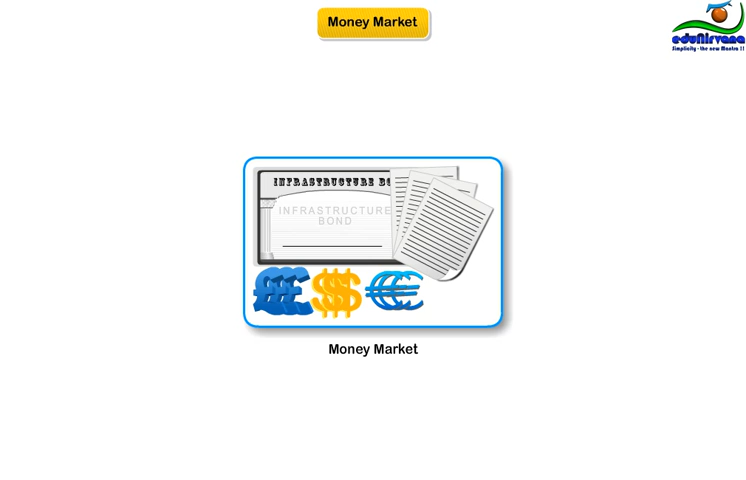 Money Market
eduNirvana
Simplicity - the new Mantra !!
INFRASTRUCTURE BO
INFRASTRUCTURE
BOND
£££ $$$ €€€
Money Market